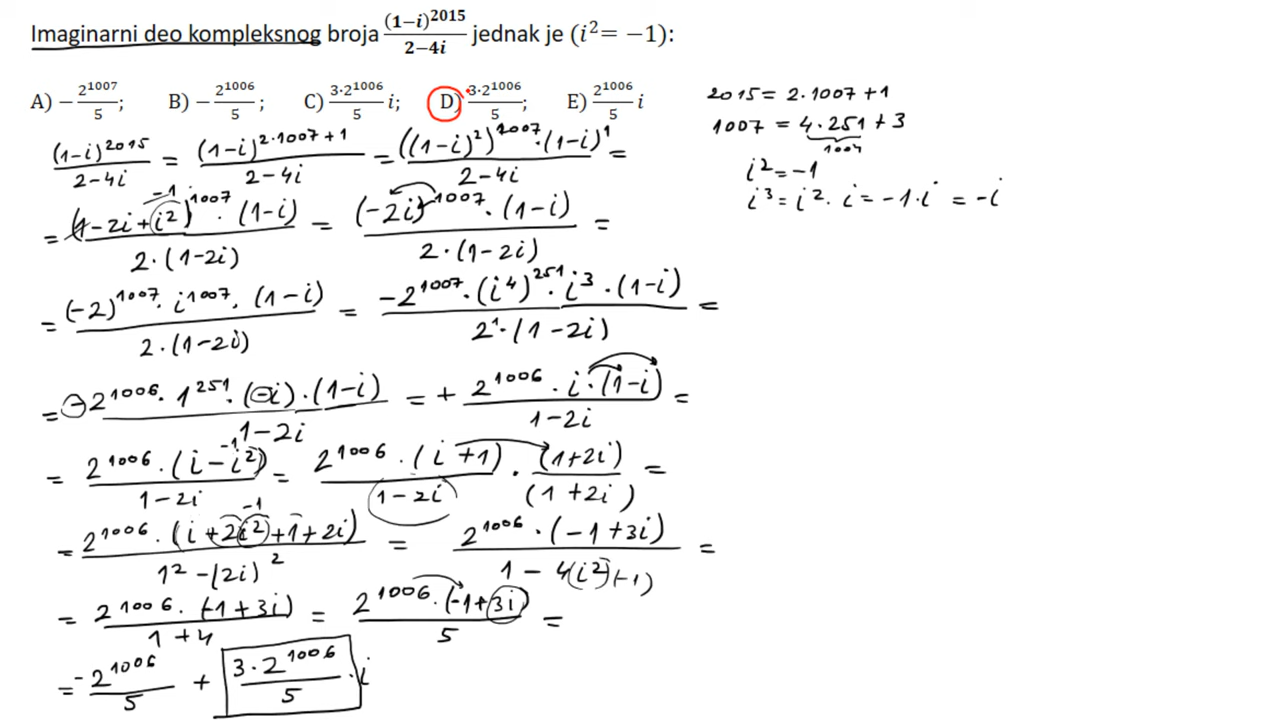 Imaginarni deo kompleksnog broja (1−i)^2015/2−4i jednak je (i²= −1):
A) −2^1007/5; B) −2^1006/5; C) 3·2^1006/5 i; D) 3·2^1006/5; E) 2^1006/5 i
2015 = 2·1007+1
1007 = 4·251+3
1004
i² = −1
i³ = i²·i = −1·i = −i
(1−i)^2015/2−4i = (1−i)^2·1007+1/2−4i = ((1−i)²)^1007·(1−i)^1/2−4i =
= (1−2i+i²)^1007·(1−i)/2·(1−2i) = (−2i)^1007·(1−i)/2·(1−2i) =
−1
= (−2)^1007·i^1007·(1−i)/2·(1−2i) = −2^1007·(i⁴)^251·i³·(1−i)/2^1·(1−2i) =
= −2^1006·1^251·(−i)·(1−i)/1−2i = +2^1006·i·(1−i)/1−2i =
= 2^1006·(i−i²)/1−2i = 2^1006·(i+1)/1−2i · (1+2i)/(1+2i) =
−1
= 2^1006·(i+2i²+1+2i)/1²−(2i)² = 2^1006·(−1+3i)/1−4(i²)(−1) =
−1
= 2^1006·(−1+3i)/1+4 = 2^1006·(−1+3i)/5 =
= −2^1006/5 + 3·2^1006/5·i